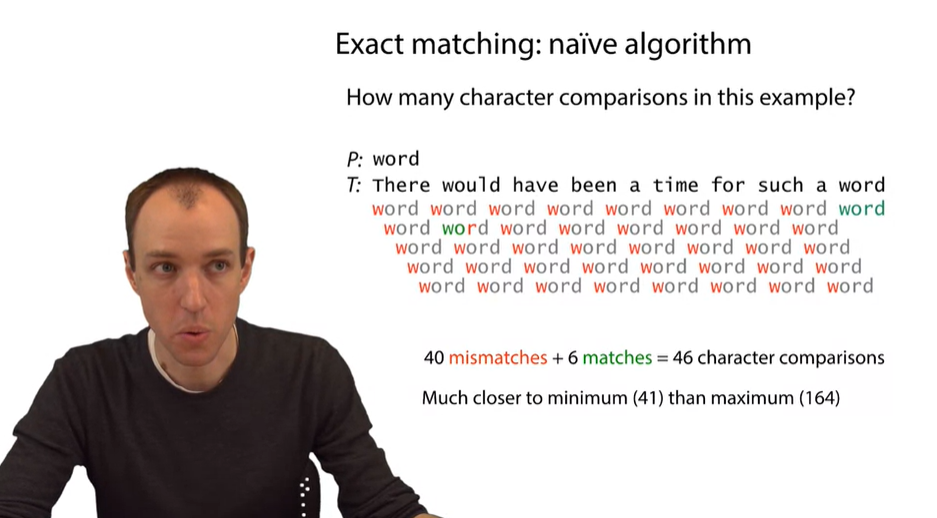 Exact matching: naïve algorithm
How many character comparisons in this example?
P: word
T: There would have been a time for such a word
word word word word word word word word word
word word word word word word word word
word word word word word word word word
word word word word word word word word
word word word word word word word word
40 mismatches + 6 matches = 46 character comparisons
Much closer to minimum (41) than maximum (164)